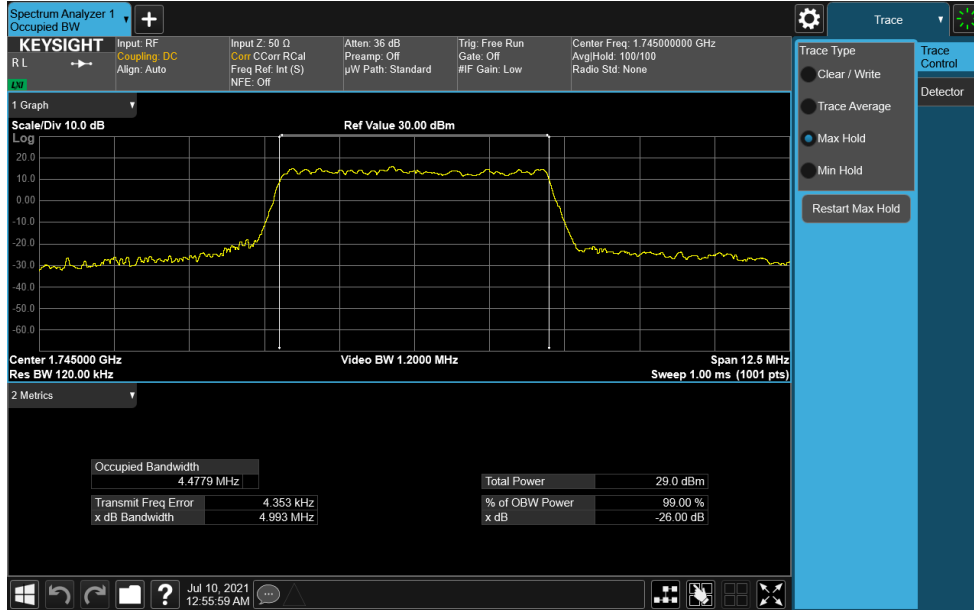 Spectrum Analyzer 1
Occupied BW
Trace
KEYSIGHT
R L
LXI
Input: RF
Coupling: DC
Align: Auto
Input Z: 50 Ω
Corr CCorr RCal
Freq Ref: Int (S)
NFE: Off
Atten: 36 dB
Preamp: Off
µW Path: Standard
Trig: Free Run
Gate: Off
#IF Gain: Low
Center Freq: 1.745000000 GHz
Avg|Hold: 100/100
Radio Std: None
Trace Type
Clear / Write
Trace Average
Max Hold
Min Hold
Restart Max Hold
Trace
Control
Detector
1 Graph
Scale/Div 10.0 dB
Ref Value 30.00 dBm
Log
20.0
10.0
0.00
-10.0
-20.0
-30.0
-40.0
-50.0
-60.0
Center 1.745000 GHz
Video BW 1.2000 MHz
Span 12.5 MHz
Res BW 120.00 kHz
Sweep 1.00 ms (1001 pts)
2 Metrics
Occupied Bandwidth
4.4779 MHz
Total Power 29.0 dBm
Transmit Freq Error 4.353 kHz
% of OBW Power 99.00 %
x dB Bandwidth 4.993 MHz
x dB -26.00 dB
?
Jul 10, 2021
12:55:59 AM